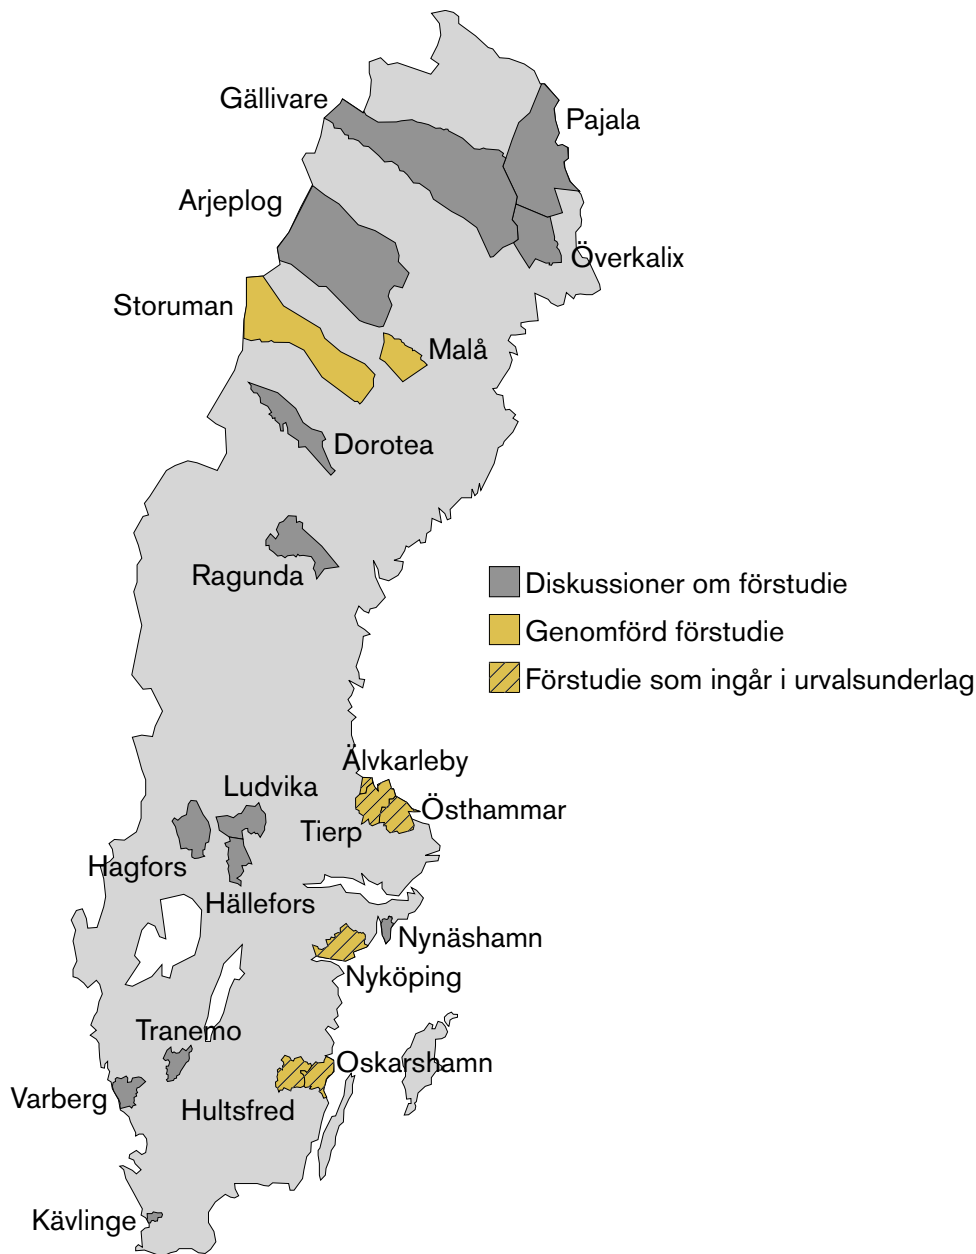 Gällivare
Pajala
Arjeplog
Överkalix
Storuman
Malå
Dorotea
Ragunda
Diskussioner om förstudie
Genomförd förstudie
Förstudie som ingår i urvalsunderlag
Älvkarleby
Ludvika
Östhammar
Tierp
Hagfors
Hällefors
Nynäshamn
Nyköping
Tranemo
Oskarshamn
Varberg
Hultsfred
Kävlinge